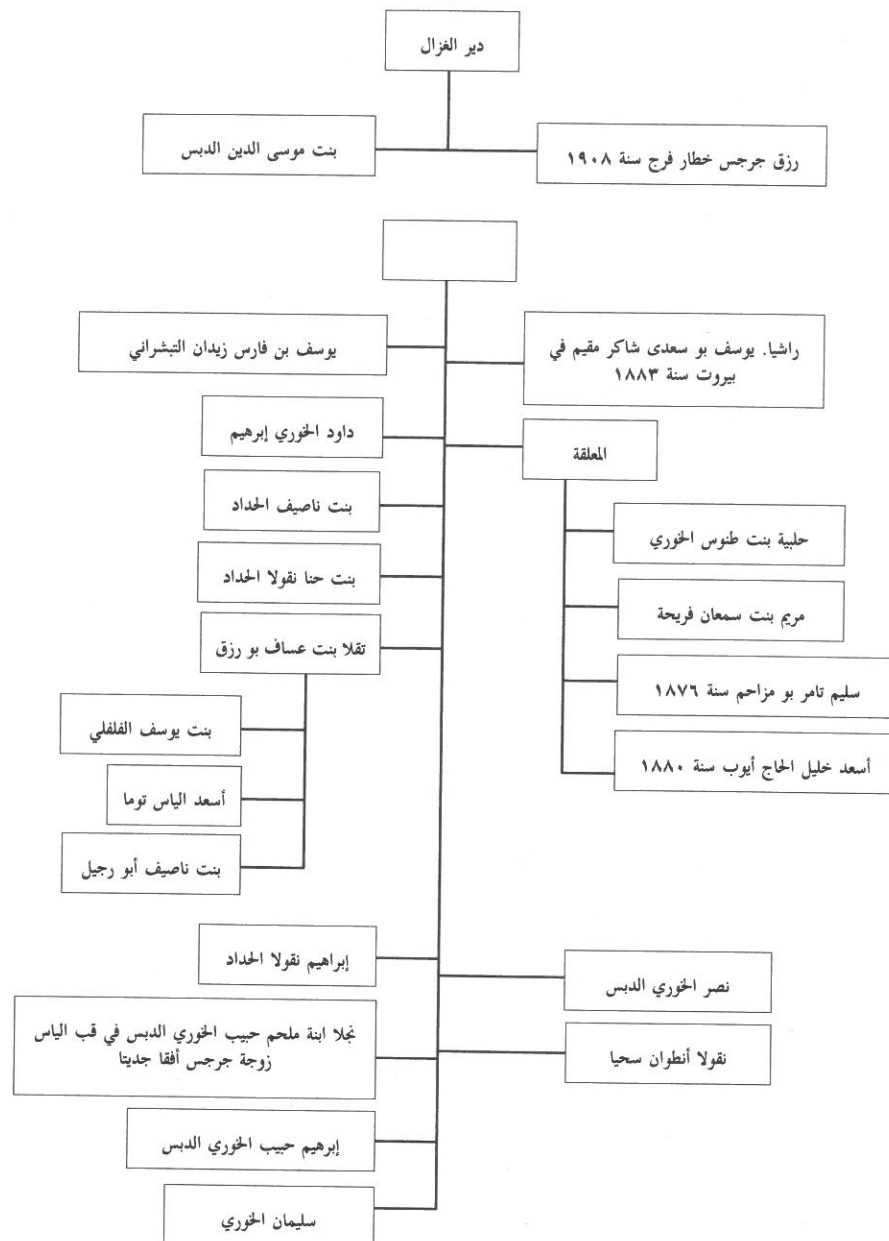 دير الغزال
رزق جرجس خطار فرج سنة ١٩٠٨
بنت موسى الدين الدبس
راشيا. يوسف بو سعدى شاكر مقيم في
بيروت سنة ١٨٨٣
يوسف بن فارس زيدان التبشراني
المعلقة
حلبية بنت طنوس الخوري
مريم بنت سمعان فريحة
سليم تامر بو مزاحم سنة ١٨٧٦
أسعد خليل الحاج أيوب سنة ١٨٨٠
داود الخوري إبرهيم
بنت ناصيف الحداد
بنت حنا نقولا الحداد
تقلا بنت عساف بو رزق
بنت يوسف الفلفلي
أسعد الياس توما
بنت ناصيف أبو رجيل
نصر الخوري الدبس
نقولا أنطوان سحيا
إبراهيم نقولا الحداد
نجلا ابنة ملحم حبيب الخوري الدبس في قب الياس
زوجة جرجس أفقا جديتا
إبرهيم حبيب الخوري الدبس
سليمان الخوري